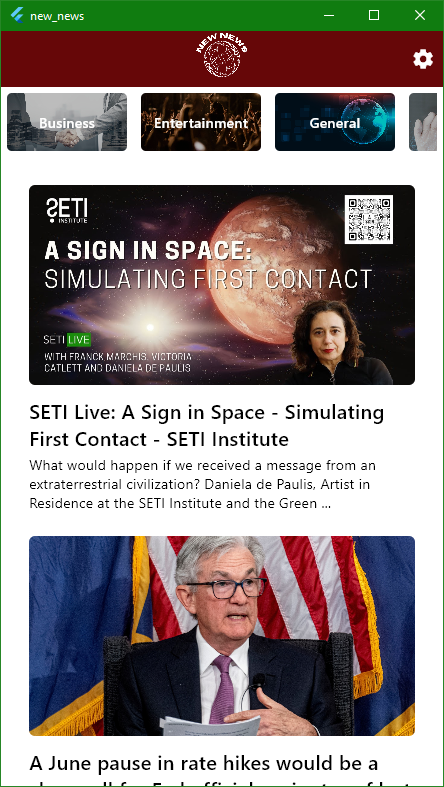 new_news
NEW NEWS
Business
Entertainment
General
SETI
INSTITUTE
A SIGN IN SPACE:
SIMULATING FIRST CONTACT
SETI LIVE
WITH FRANCK MARCHIS, VICTORIA
CATLETT AND DANIELA DE PAULIS
SETI Live: A Sign in Space - Simulating
First Contact - SETI Institute
What would happen if we received a message from an
extraterrestrial civilization? Daniela de Paulis, Artist in
Residence at the SETI Institute and the Green ...
A June pause in rate hikes would be a